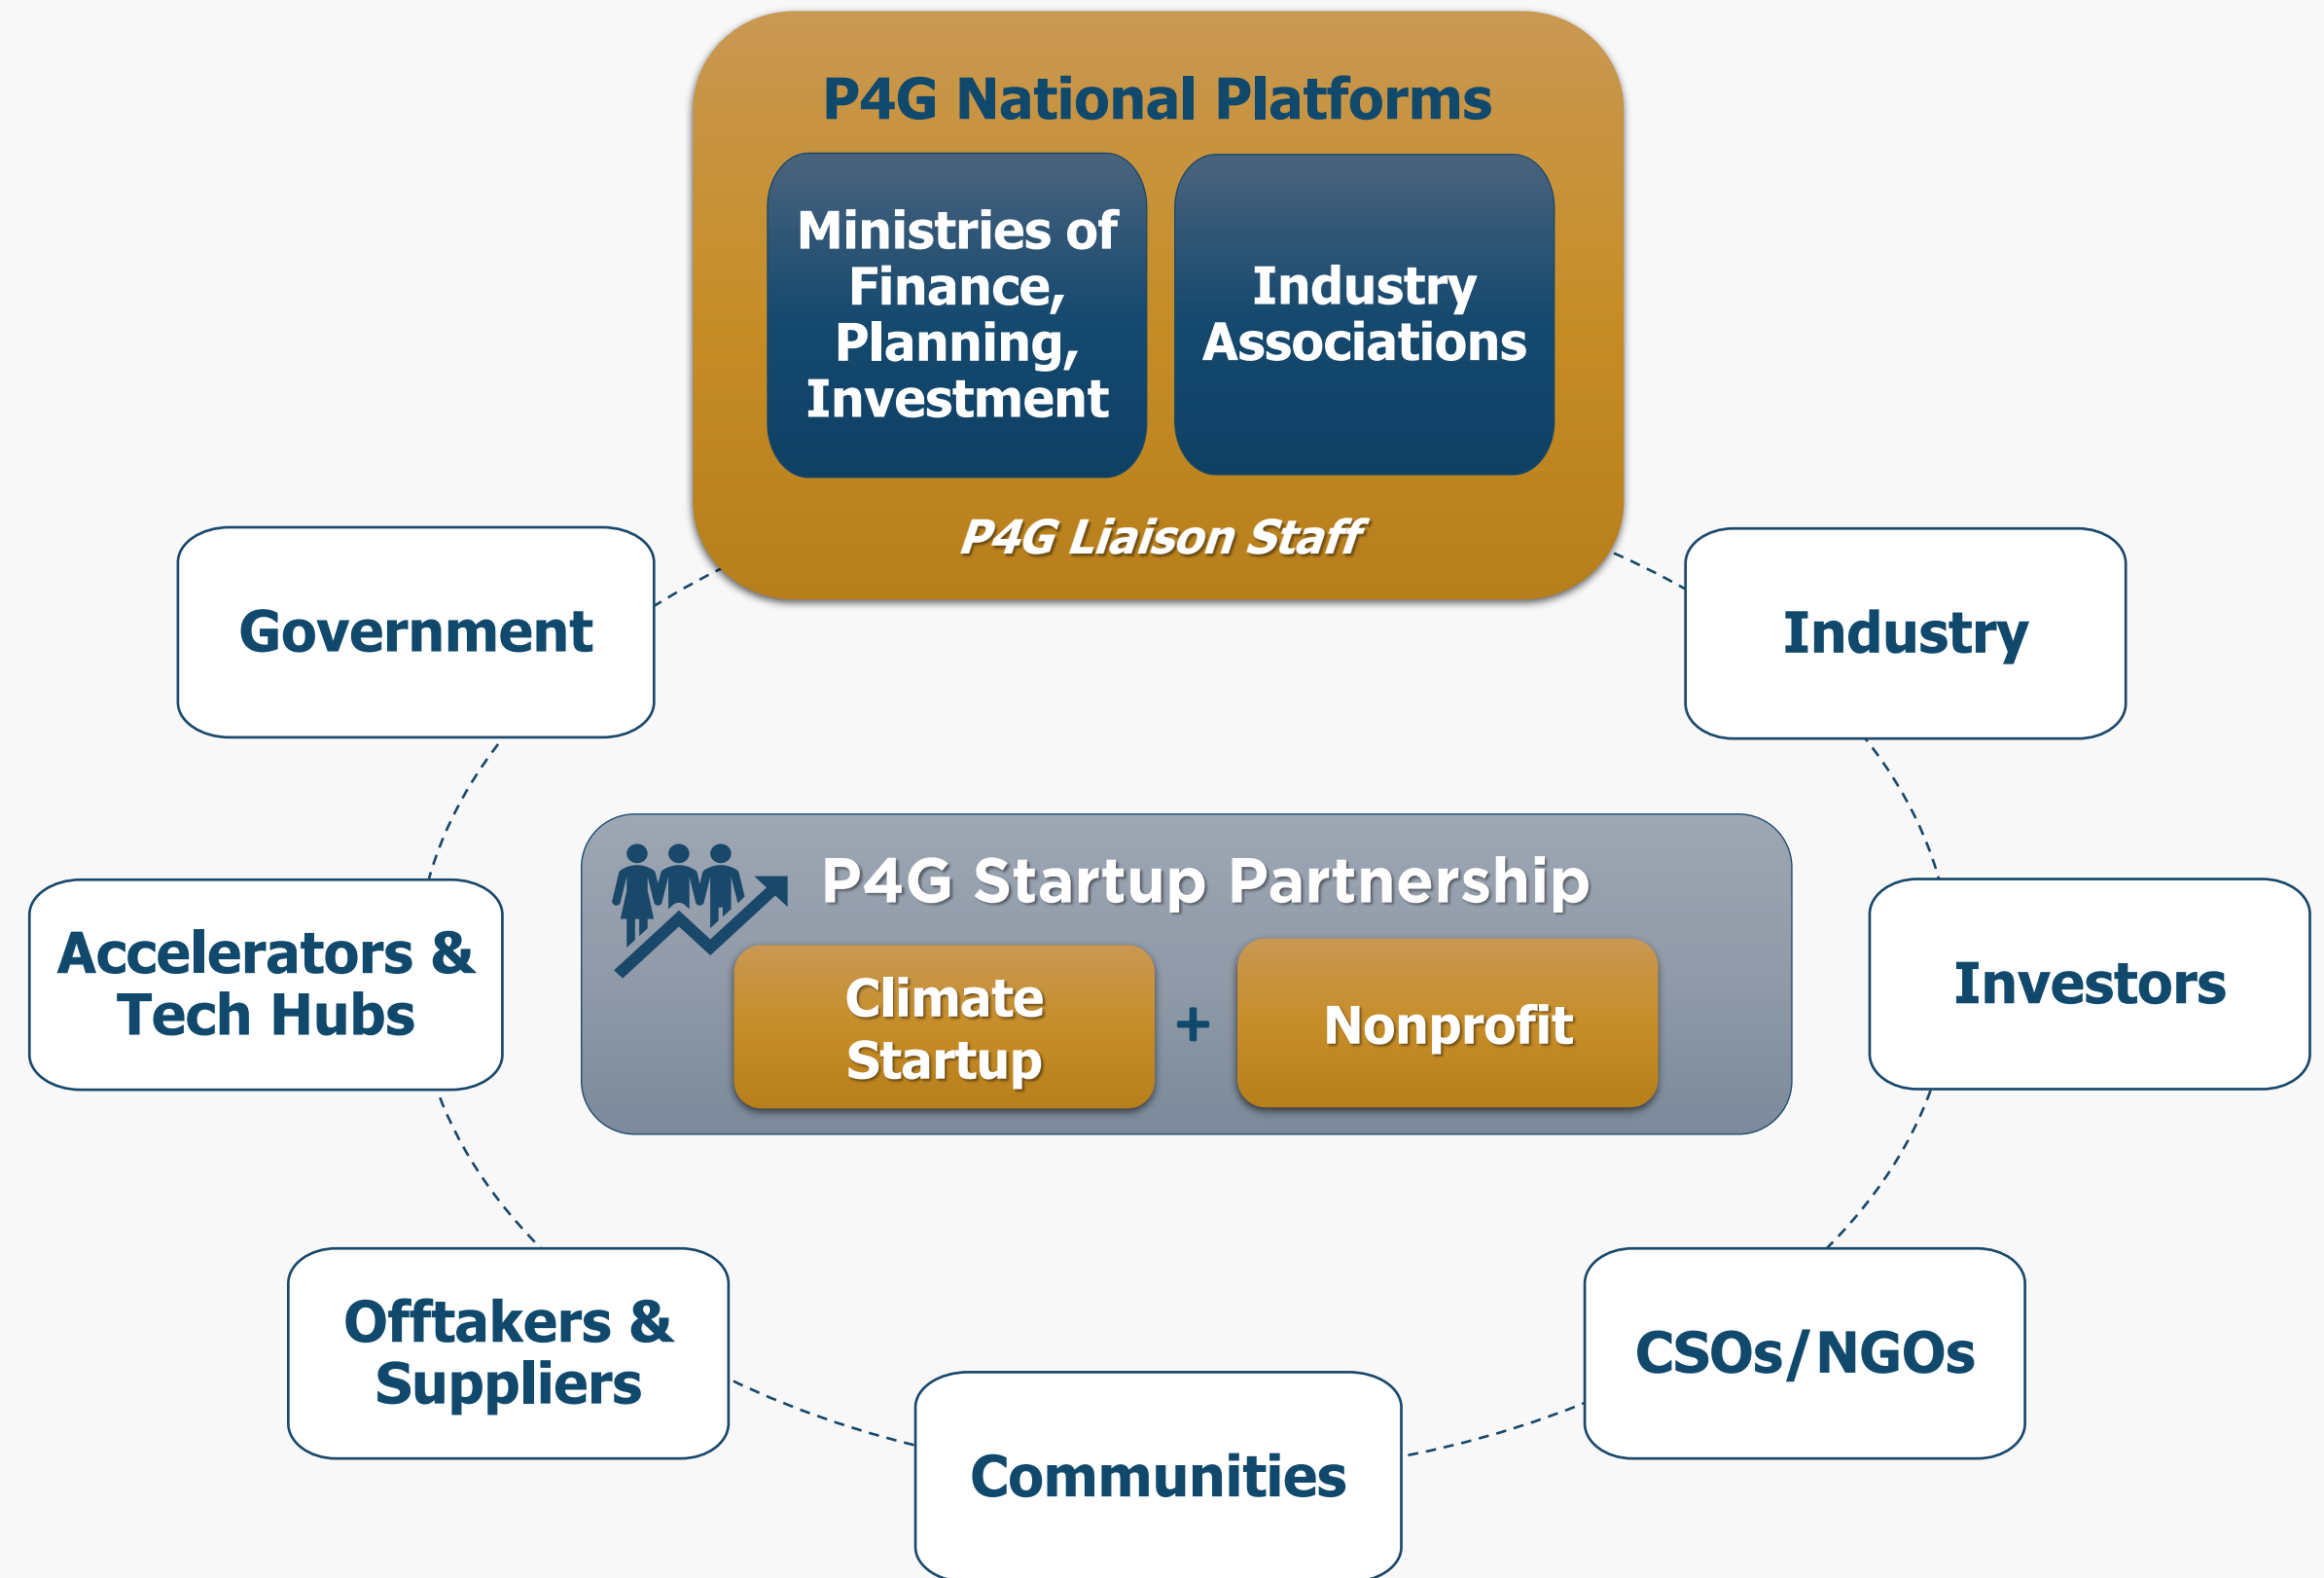 P4G National Platforms
Ministries of
Finance,
Planning,
Investment
Industry
Associations
P4G Liaison Staff
Government
Industry
P4G Startup Partnership
Climate
Startup
+
Nonprofit
Accelerators &
Tech Hubs
Investors
Offtakers &
Suppliers
CSOs/NGOs
Communities